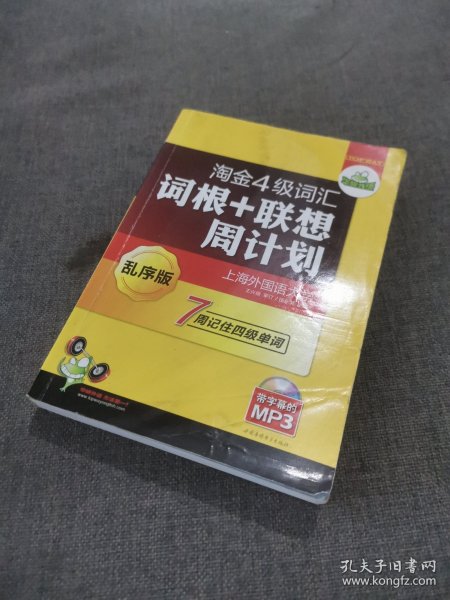 淘金4级词汇
词根+联想
周计划
上海外国语大
乱序版
7周记住四级单词
带字幕的
MP3
孔夫子旧书网
www.kongfz.com